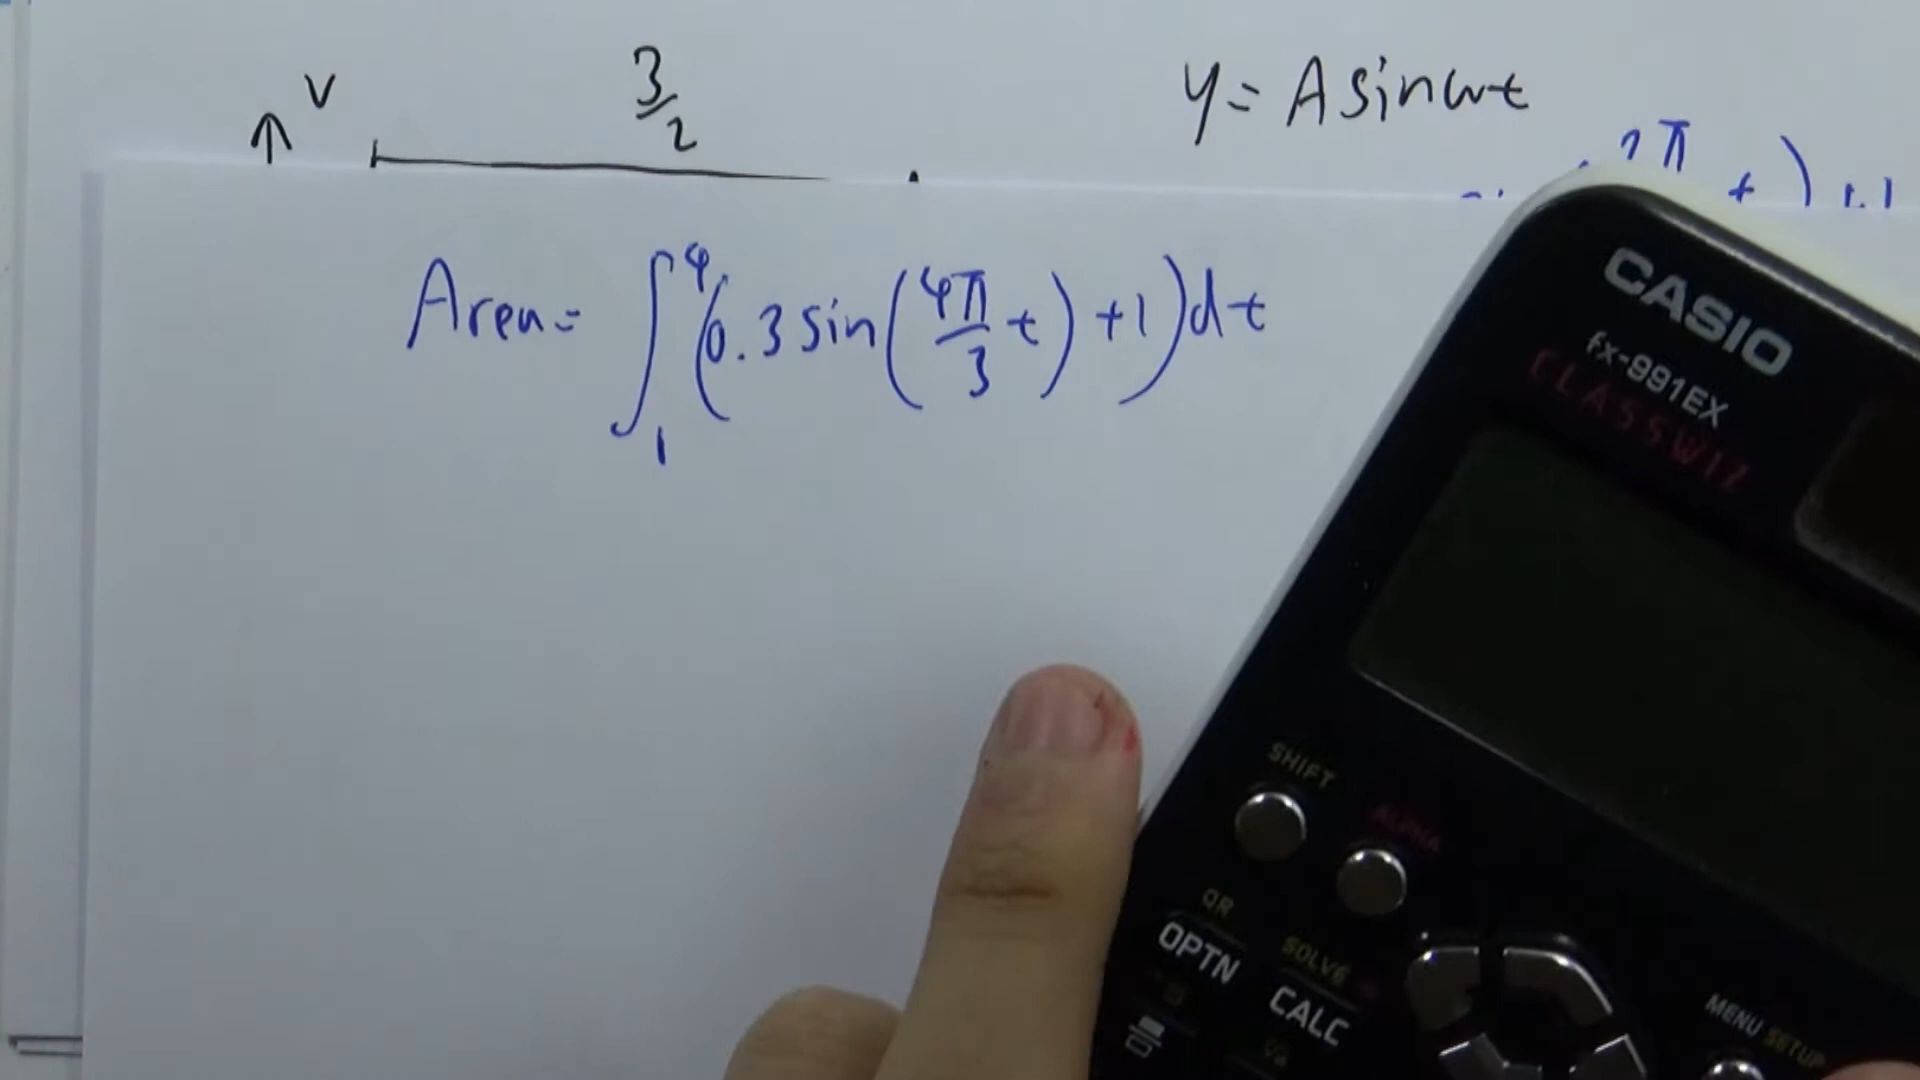 v
3/2
y = A sin ωt
Area = ∫₁⁴ (0.3 sin(4π/3 t) + 1) dt
CASIO
fx-991EX
CLASSWIZ
SHIFT
ALPHA
QR
OPTN
SOLVE
CALC
MENU SETUP